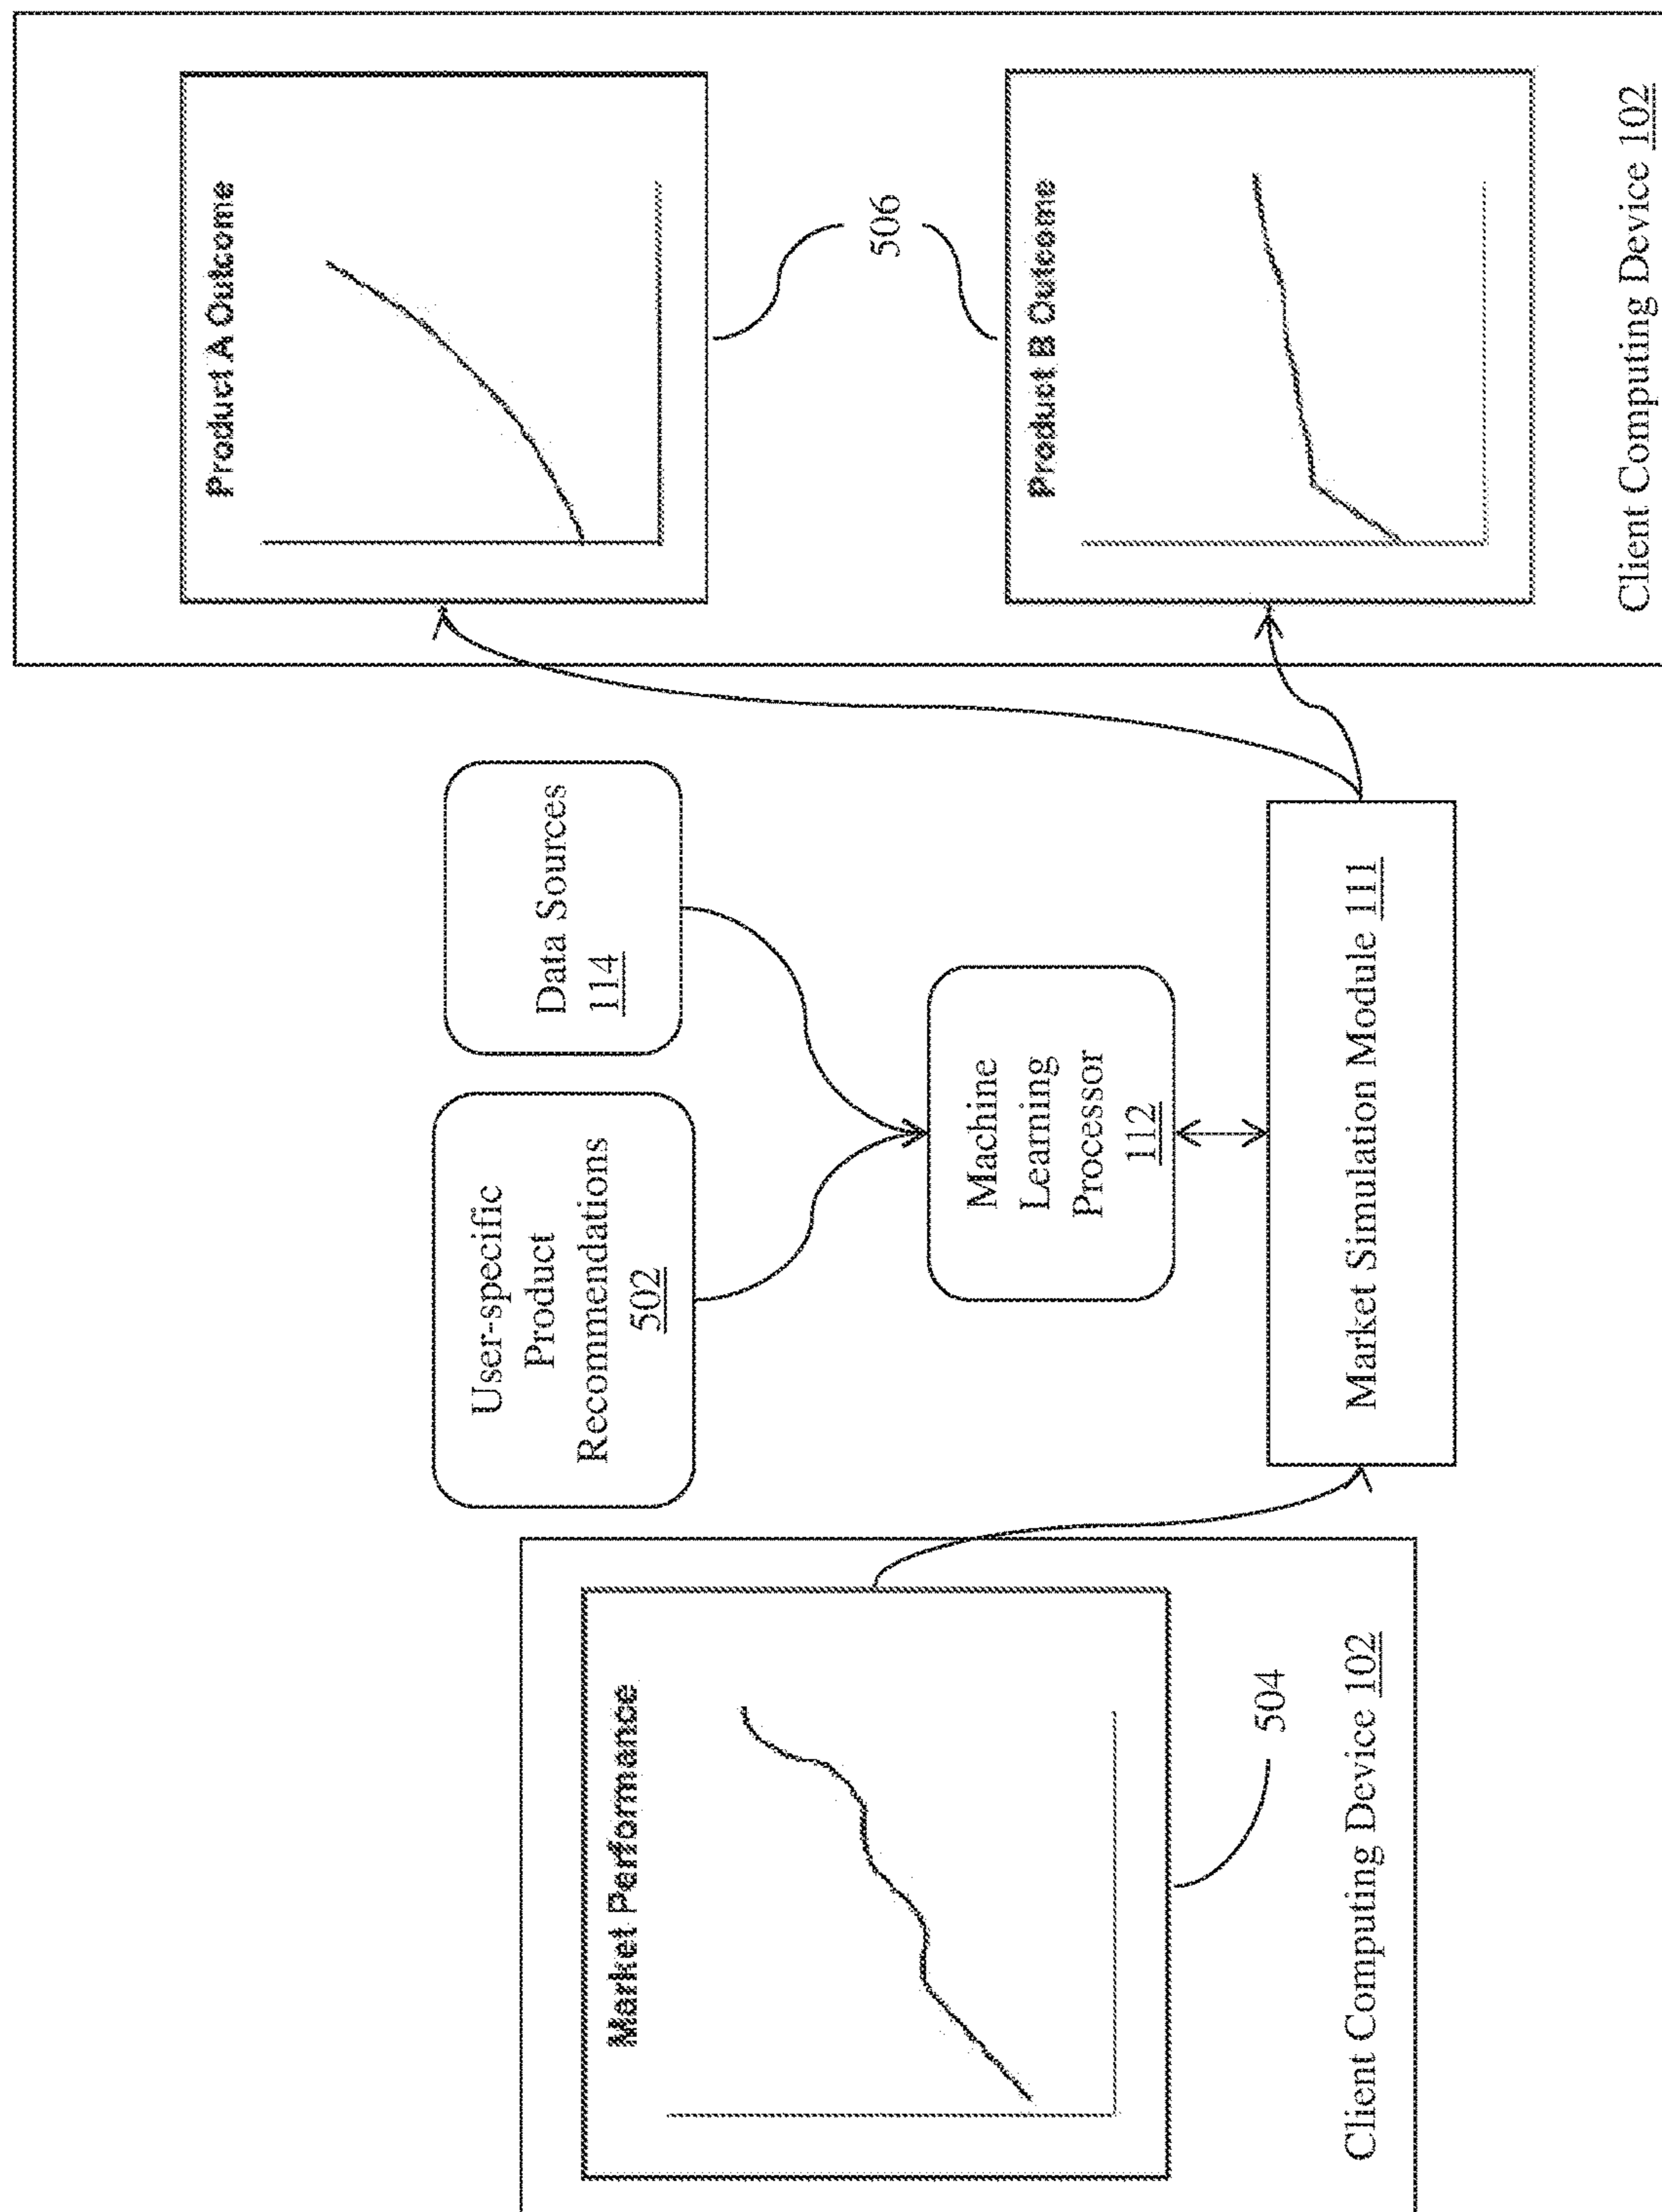 Market Performance
504
Client Computing Device 102
User-specific
Product
Recommendations
502
Data Sources
114
Machine
Learning
Processor
112
Market Simulation Module 111
Product A Outcome
506
Product B Outcome
Client Computing Device 102